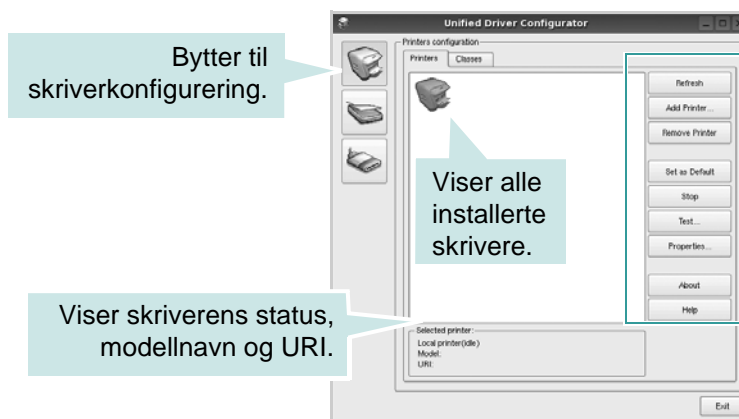 Unified Driver Configurator
Bytter til
skriverkonfigurering.
Printers configuration
Printers
Classes
Refresh
Add Printer...
Remove Printer
Set as Default
Stop
Test...
Properties...
About
Help
Viser alle
installerte
skrivere.
Viser skriverens status,
modellnavn og URI.
Selected printer:
Local printer(idle)
Model:
URI:
Exit